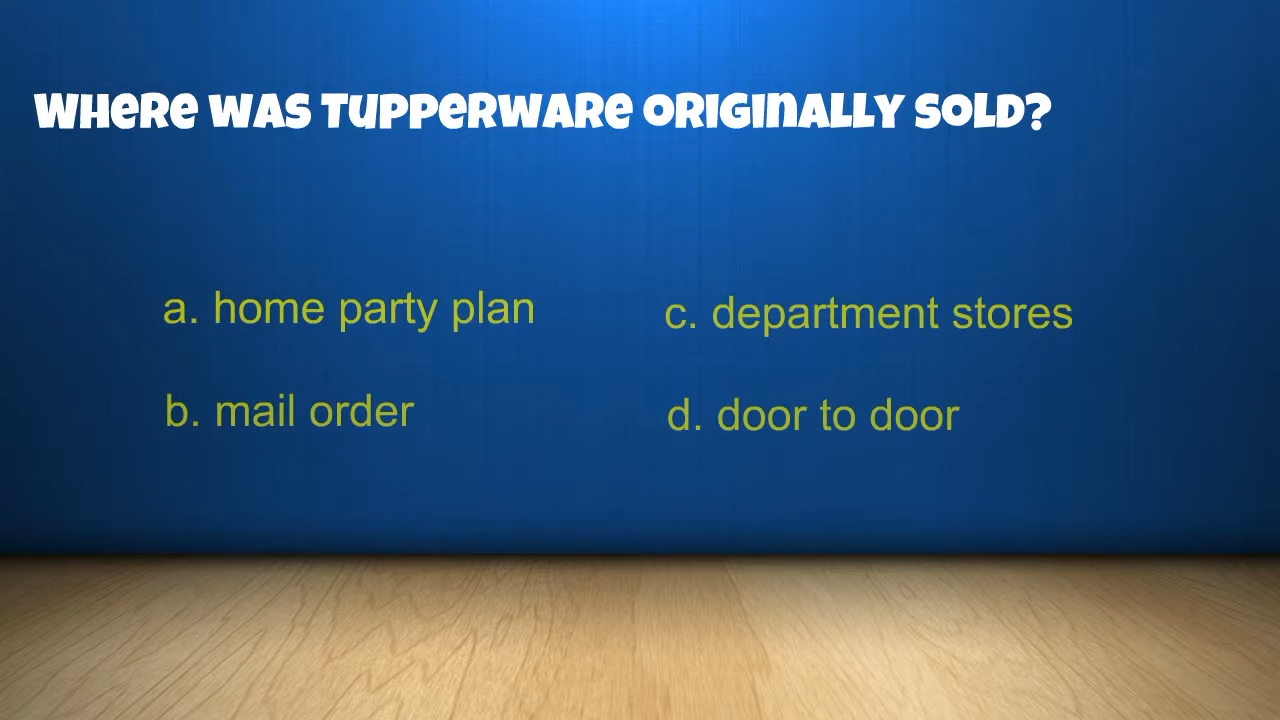 Where was Tupperware originally sold?
a. home party plan
b. mail order
c. department stores
d. door to door